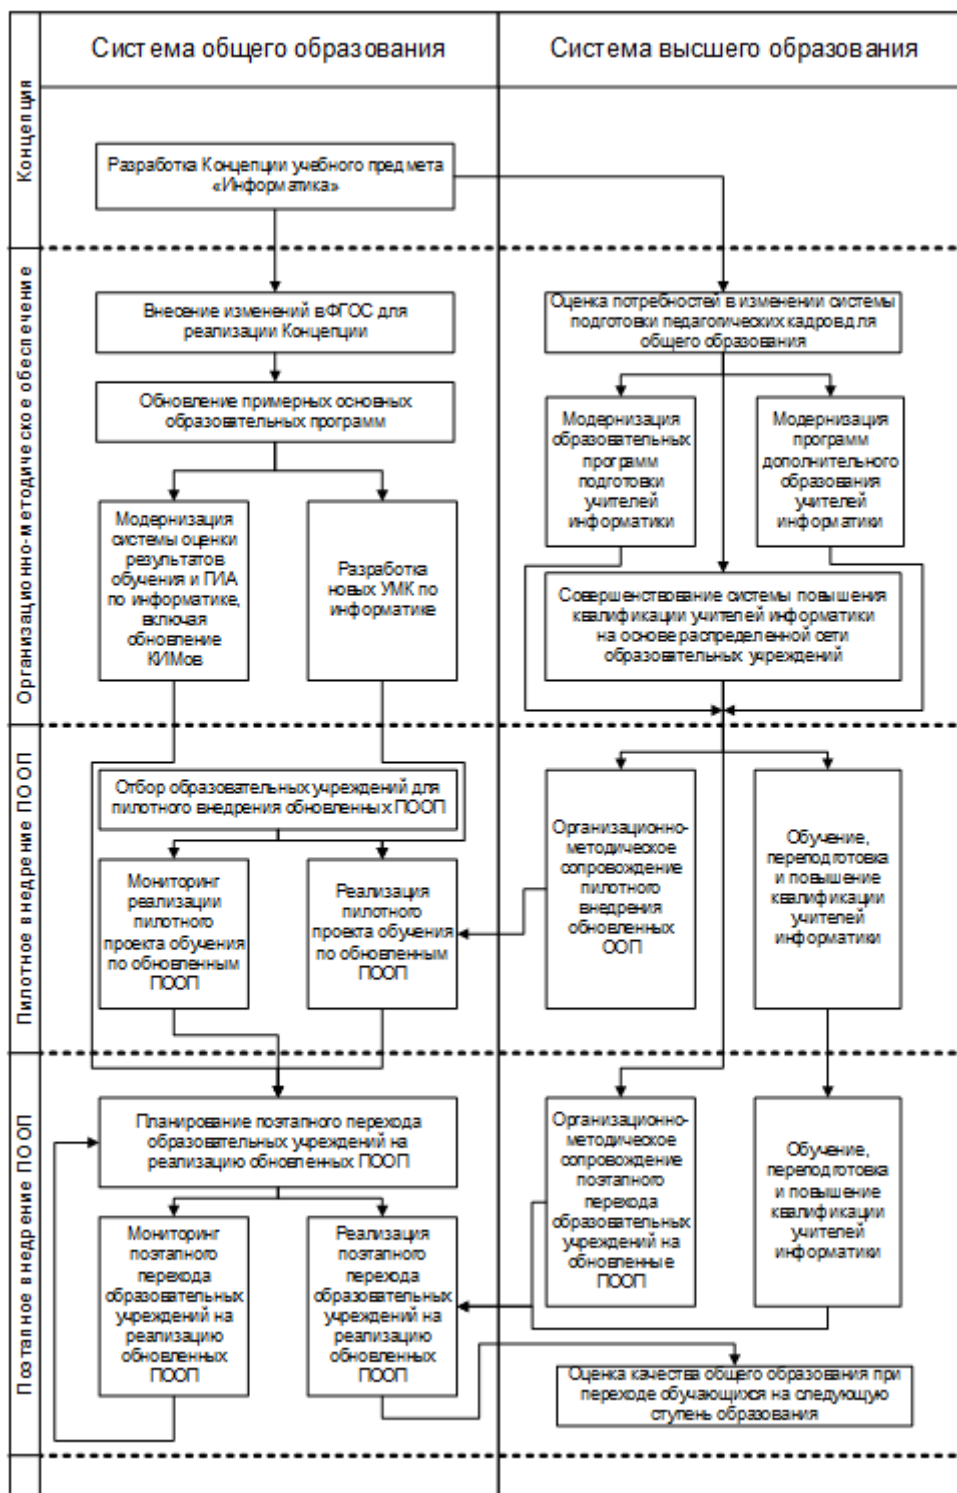 Система общего образования
Система высшего образования
Концепция
Разработка Концепции учебного предмета
«Информатика»
Организационно-методическое обеспечение
Внесение изменений в ФГОС для
реализации Концепции
Оценка потребностей в изменении системы
подготовки педагогических кадров для
общего образования
Обновление примерных основных
образовательных программ
Модернизация
образовательных
программ
подготовки
учителей
информатики
Модернизация
программ
дополнительного
образования
учителей
информатики
Модернизация
системы оценки
результатов
обучения и ГИА
по информатике,
включая
обновление
КИМов
Разработка
новых УМК по
информатике
Совершенствование системы повышения
квалификации учителей информатики
на основе распределенной сети
образовательных учреждений
Пилотное внедрение ПООП
Отбор образовательных учреждений для
пилотного внедрения обновленных ПООП
Мониторинг
реализации
пилотного
проекта обучения
по обновленным
ПООП
Реализация
пилотного
проекта обучения
по обновленным
ПООП
Организационно-
методическое
сопровождение
пилотного
внедрения
обновленных
ООП
Обучение,
переподготовка
и повышение
квалификации
учителей
информатики
Поэтапное внедрение ПООП
Планирование поэтапного перехода
образовательных учреждений на
реализацию обновленных ПООП
Мониторинг
поэтапного
перехода
образовательных
учреждений на
реализацию
обновленных
ПООП
Реализация
поэтапного
перехода
образовательных
учреждений на
реализацию
обновленных
ПООП
Организационно-
методическое
сопровождение
поэтапного
перехода
образовательных
учреждений на
обновленные
ПООП
Обучение,
переподготовка
и повышение
квалификации
учителей
информатики
Оценка качества общего образования при
переходе обучающихся на следующую
ступень образования